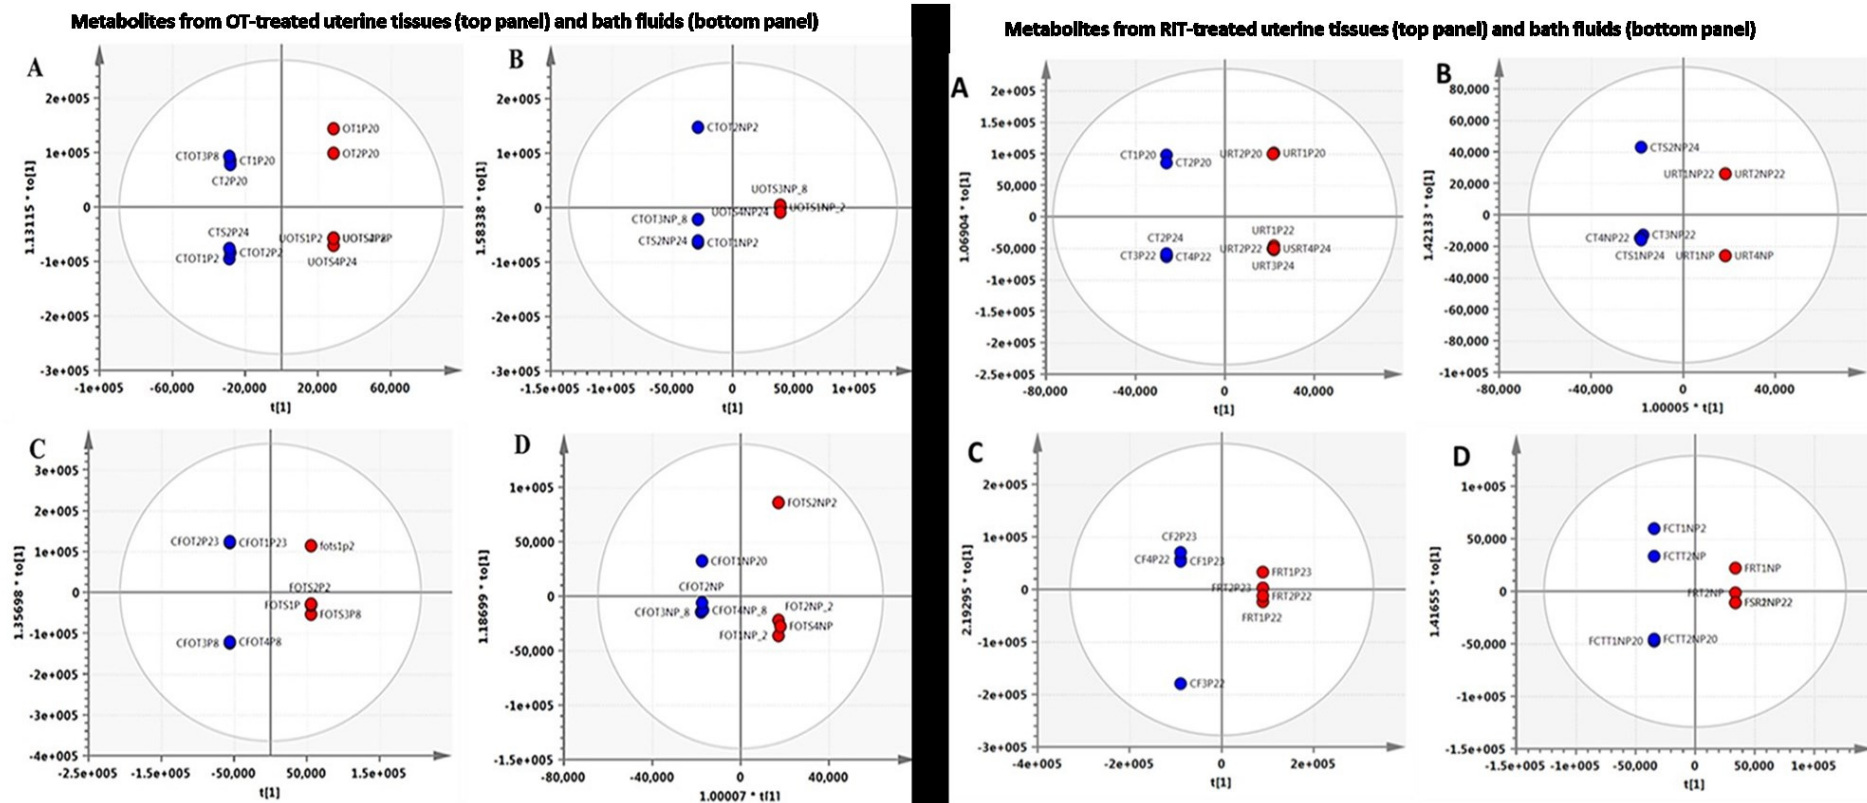 Metabolites from OT-treated uterine tissues (top panel) and bath fluids (bottom panel)
A
1.13115 * to[1]
2e+005
1e+005
0
-1e+005
-2e+005
-3e+005
CTOT3P8
CT1P20
CT2P20
OT1P20
OT2P20
CTS2P24
CTOT2P2
CTOT1P2
UOTS1P2
UOTS4P24
-1e+005 -60,000 -20,000 20,000 60,000
t[1]
B
1.58338 * to[1]
2e+005
1e+005
0
-1e+005
-2e+005
-3e+005
CTOT2NP2
UOTS3NP_8
UOTS4NP24
UOTS1NP_2
CTOT3NP_8
CTS2NP24
CTOT1NP2
-1.5e+005 -50,000 0 50,000 1e+005
t[1]
C
1.35698 * to[1]
3e+005
2e+005
1e+005
0
-1e+005
-2e+005
-3e+005
-4e+005
CFOT2P23
CFOT1P23
fots1p2
FOTS2P2
FOTS1P
FOTS3P8
CFOT3P8
CFOT4P8
-2.5e+005 -1.5e+005 -50,000 50,000 1.5e+005
t[1]
D
1.18699 * to[1]
1e+005
50,000
0
-50,000
-1e+005
-1.5e+005
FOTS2NP2
CFOT1NP20
CFOT2NP
CFOT3NP_8
CFOT4NP_8
FOT2NP_2
FOTS4NP
FOT1NP_2
-80,000 -40,000 0 40,000
1.00007 * t[1]
Metabolites from RIT-treated uterine tissues (top panel) and bath fluids (bottom panel)
A
1.06904 * to[1]
2e+005
1.5e+005
1e+005
50,000
0
-50,000
-1e+005
-1.5e+005
-2e+005
-2.5e+005
CT1P20
CT2P20
URT2P20
URT1P20
CT2P24
CT3P22
CT4P22
URT1P22
URT2P22
USRT4P24
URT3P24
-80,000 -40,000 0 40,000
t[1]
B
1.42133 * to[1]
80,000
60,000
40,000
20,000
0
-20,000
-40,000
-60,000
-80,000
-1e+005
CTS2NP24
URT1NP22
URT2NP22
CT4NP22
CT3NP22
CTS1NP24
URT1NP
URT4NP
-80,000 -40,000 0 40,000
1.00005 * t[1]
C
2.19295 * to[1]
2e+005
1e+005
0
-1e+005
-2e+005
-3e+005
CF2P23
CF4P22
CF1P23
FRT1P23
FRT2P23
FRT2P22
FRT1P22
CF3P22
-4e+005 -2e+005 0 2e+005
t[1]
D
1.41655 * to[1]
1e+005
50,000
0
-50,000
-1e+005
-1.5e+005
FCT1NP2
FCTT2NP
FRT1NP
FRT2NP
FCTT1NP20
FCTT2NP20
-1.5e+005 -1e+005 -50,000 0 50,000 1e+005
t[1]